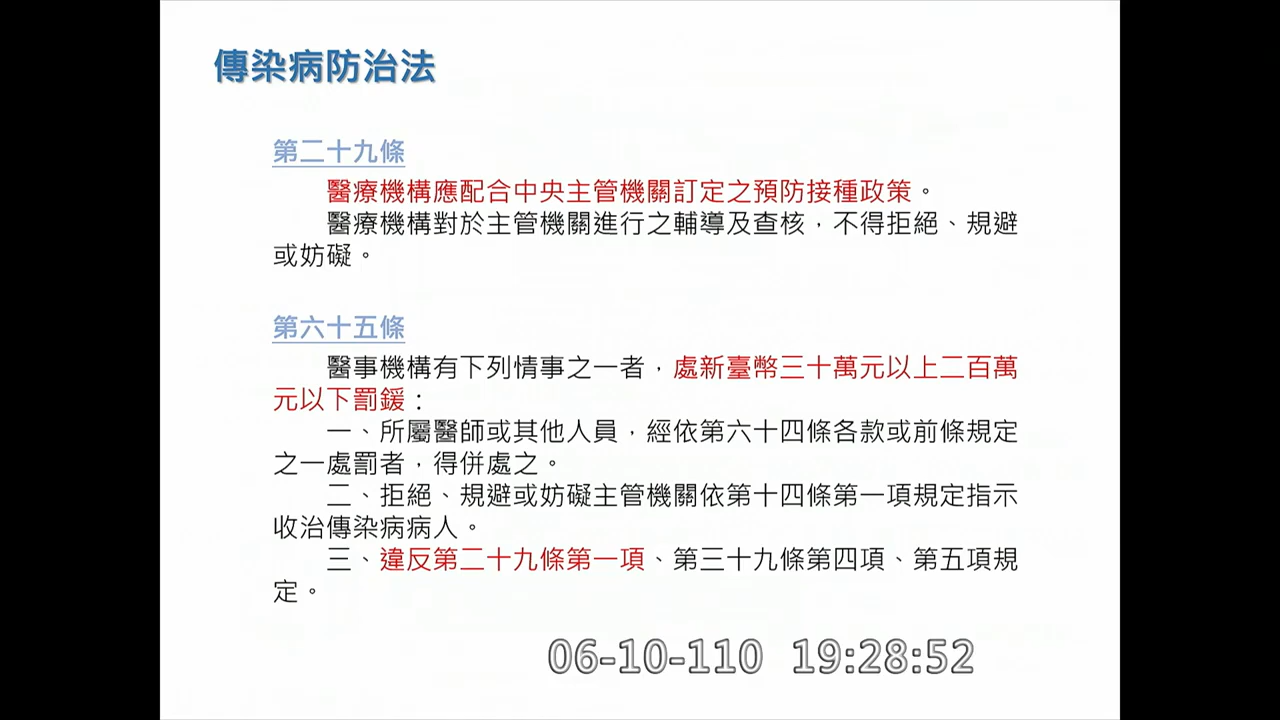 傳染病防治法
第二十九條
醫療機構應配合中央主管機關訂定之預防接種政策。
醫療機構對於主管機關進行之輔導及查核，不得拒絕、規避
或妨礙。
第六十五條
醫事機構有下列情事之一者，處新臺幣三十萬元以上二百萬
元以下罰鍰：
一、所屬醫師或其他人員，經依第六十四條各款或前條規定
之一處罰者，得併處之。
二、拒絕、規避或妨礙主管機關依第十四條第一項規定指示
收治傳染病病人。
三、違反第二十九條第一項、第三十九條第四項、第五項規
定。
06-10-110 19:28:52